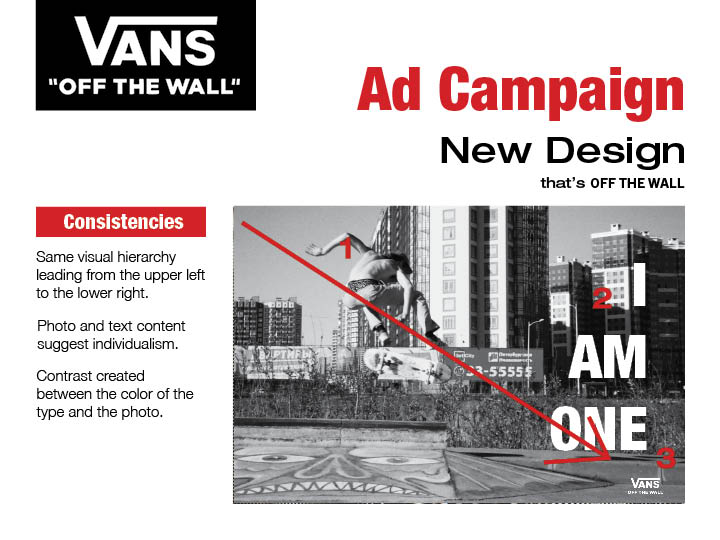 VANS
"OFF THE WALL"
Ad Campaign
New Design
that's OFF THE WALL
Consistencies
Same visual hierarchy
leading from the upper left
to the lower right.
Photo and text content
suggest individualism.
Contrast created
between the color of the
type and the photo.
1
2
I
AM
ONE
3
33-55555
VANS
"OFF THE WALL"